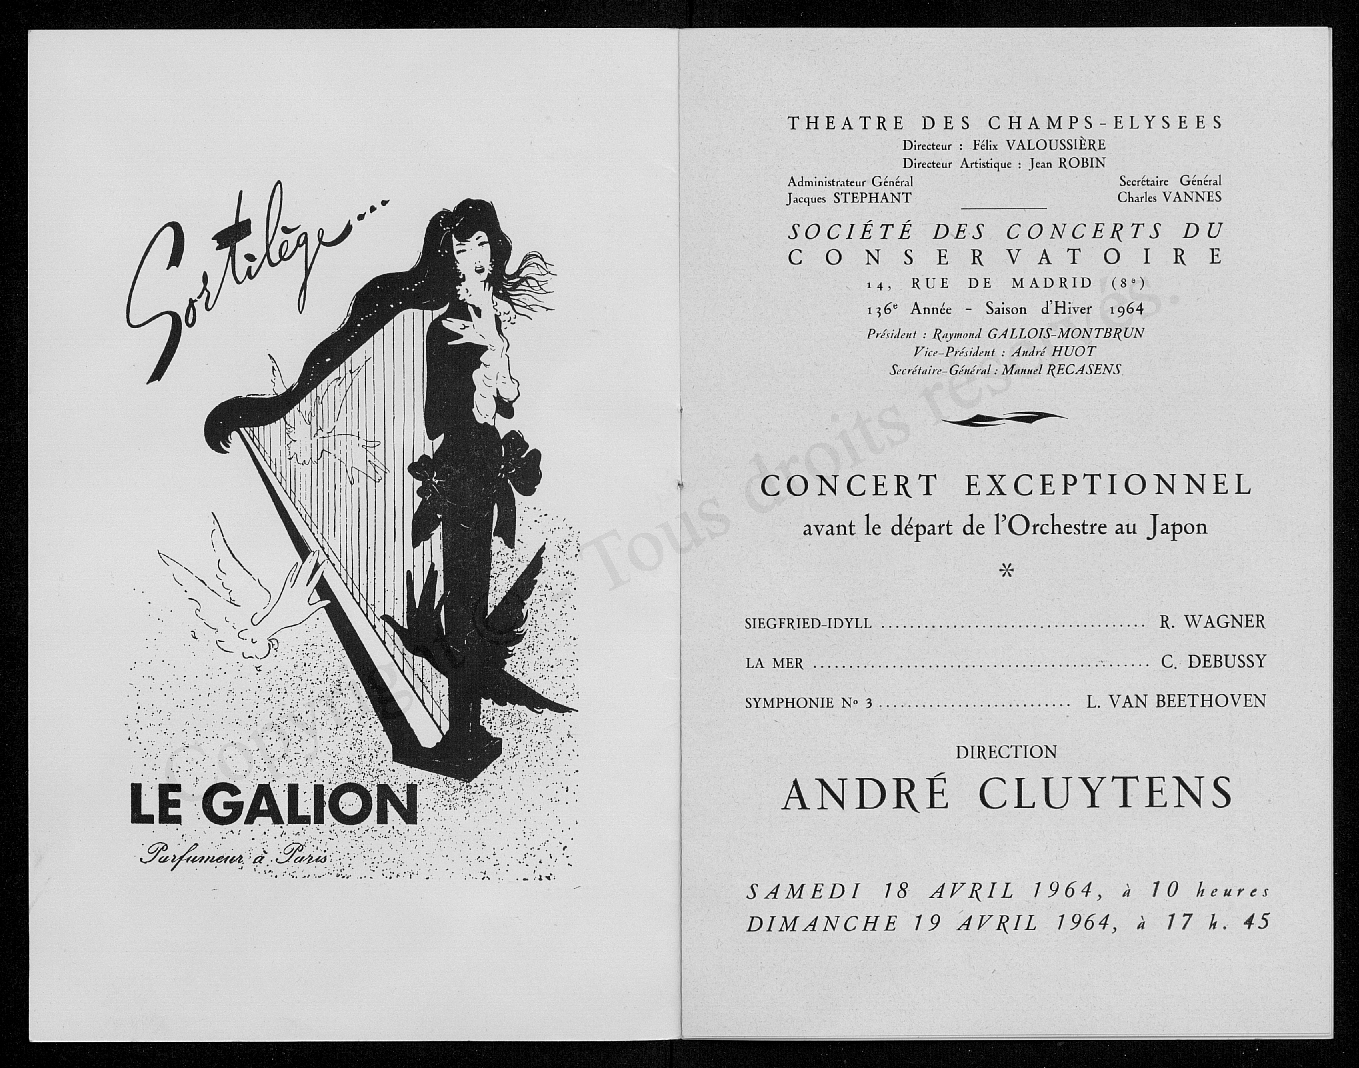 Sortilège...
LE GALION
Parfumeur à Paris
THEATRE DES CHAMPS-ELYSEES
Directeur : Félix VALOUSSIÈRE
Directeur Artistique : Jean ROBIN
Administrateur Général Secrétaire Général
Jacques STEPHANT Charles VANNES
SOCIÉTÉ DES CONCERTS DU
CONSERVATOIRE
14, RUE DE MADRID (8e)
136e Année - Saison d'Hiver 1964
Président : Raymond GALLOIS-MONTBRUN
Vice-Président : André HUOT
Secrétaire-Général : Manuel RECASENS
CONCERT EXCEPTIONNEL
avant le départ de l'Orchestre au Japon
*
SIEGFRIED-IDYLL .................................... R. WAGNER
LA MER .............................................. C. DEBUSSY
SYMPHONIE No 3 .......................... L. VAN BEETHOVEN
DIRECTION
ANDRÉ CLUYTENS
SAMEDI 18 AVRIL 1964, à 10 heures
DIMANCHE 19 AVRIL 1964, à 17 h. 45
Copyright © Tous droits réservés.